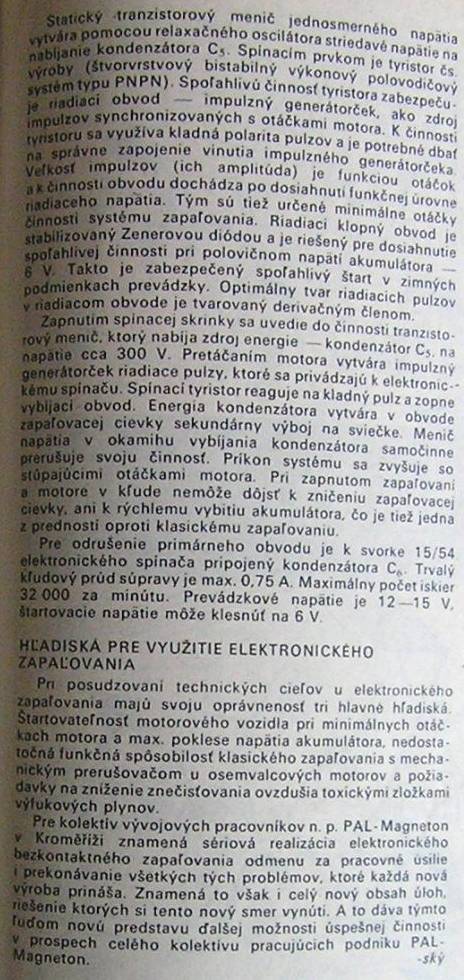 Statický tranzistorový menič jednosmerného napätia
vytvára pomocou relaxačného oscilátora striedavé napätie na
nabíjanie kondenzátora C₅. Spínacím prvkom je tyristor čs.
výroby (štvorvrstvový bistabilný výkonový polovodičový
systém typu PNPN). Spoľahlivú činnosť tyristora zabezpeču-
je riadiaci obvod — impulzný generátorček, ako zdroj
impulzov synchronizovaných s otáčkami motora. K činnosti
tyristoru sa využíva kladná polarita pulzov a je potrebné dbať
na správne zapojenie vinutia impulzného generátorčeka.
Veľkosť impulzov (ich amplitúda) je funkciou otáčok
a k činnosti obvodu dochádza po dosiahnutí funkčnej úrovne
riadiaceho napätia. Tým sú tiež určené minimálne otáčky
činnosti systému zapaľovania. Riadiaci klopný obvod je
stabilizovaný Zenerovou diódou a je riešený pre dosiahnutie
spoľahlivej činnosti pri polovičnom napätí akumulátora —
6 V. Takto je zabezpečený spoľahlivý štart v zimných
podmienkach prevádzky. Optimálny tvar riadiacich pulzov
v riadiacom obvode je tvarovaný derivačným členom.
Zapnutím spínacej skrinky sa uvedie do činnosti tranzisto-
rový menič, ktorý nabíja zdroj energie — kondenzátor C₅, na
napätie cca 300 V. Pretáčaním motora vytvára impulzný
generátorček riadiace pulzy, ktoré sa privádzajú k elektronic-
kému spínaču. Spínací tyristor reaguje na kladný pulz a zopne
vybíjací obvod. Energia kondenzátora vytvára v obvode
zapaľovacej cievky sekundárny výboj na sviečke. Menič
napätia v okamihu vybíjania kondenzátora samočinne
prerušuje svoju činnosť. Príkon systému sa zvyšuje so
stúpajúcimi otáčkami motora. Pri zapnutom zapaľovaní
a motore v kľude nemôže dôjsť k zničeniu zapaľovacej
cievky, ani k rýchlemu vybitiu akumulátora, čo je tiež jedna
z predností oproti klasickému zapaľovaniu.
Pre odrušenie primárneho obvodu je k svorke 15/54
elektronického spínača pripojený kondenzátor C₆. Trvalý
kľudový prúd súpravy je max. 0,75 A. Maximálny počet iskier
32 000 za minútu. Prevádzkové napätie je 12—15 V,
štartovacie napätie môže klesnúť na 6 V.
HĽADISKÁ PRE VYUŽITIE ELEKTRONICKÉHO
ZAPAĽOVANIA
Pri posudzovaní technických cieľov u elektronického
zapaľovania majú svoju oprávnenosť tri hlavné hľadiská.
Štartovateľnosť motorového vozidla pri minimálnych otáč-
kach motora a max. poklese napätia akumulátora, nedosta-
točná funkčná spôsobilosť klasického zapaľovania s mecha-
nickým prerušovačom u osemvalcových motorov a požia-
davky na zníženie znečisťovania ovzdušia toxickými zložkami
výfukových plynov.
Pre kolektív vývojových pracovníkov n. p. PAL-Magneton
v Kroměříži znamená sériová realizácia elektronického
bezkontaktného zapaľovania odmenu za pracovné úsilie
i prekonávanie všetkých tých problémov, ktoré každá nová
výroba prináša. Znamená to však i celý nový obsah úloh,
riešenie ktorých si tento nový smer vynúti. A to dáva týmto
ľuďom novú predstavu ďalšej možnosti úspešnej činnosti
v prospech celého kolektívu pracujúcich podniku PAL-
Magneton. -ský